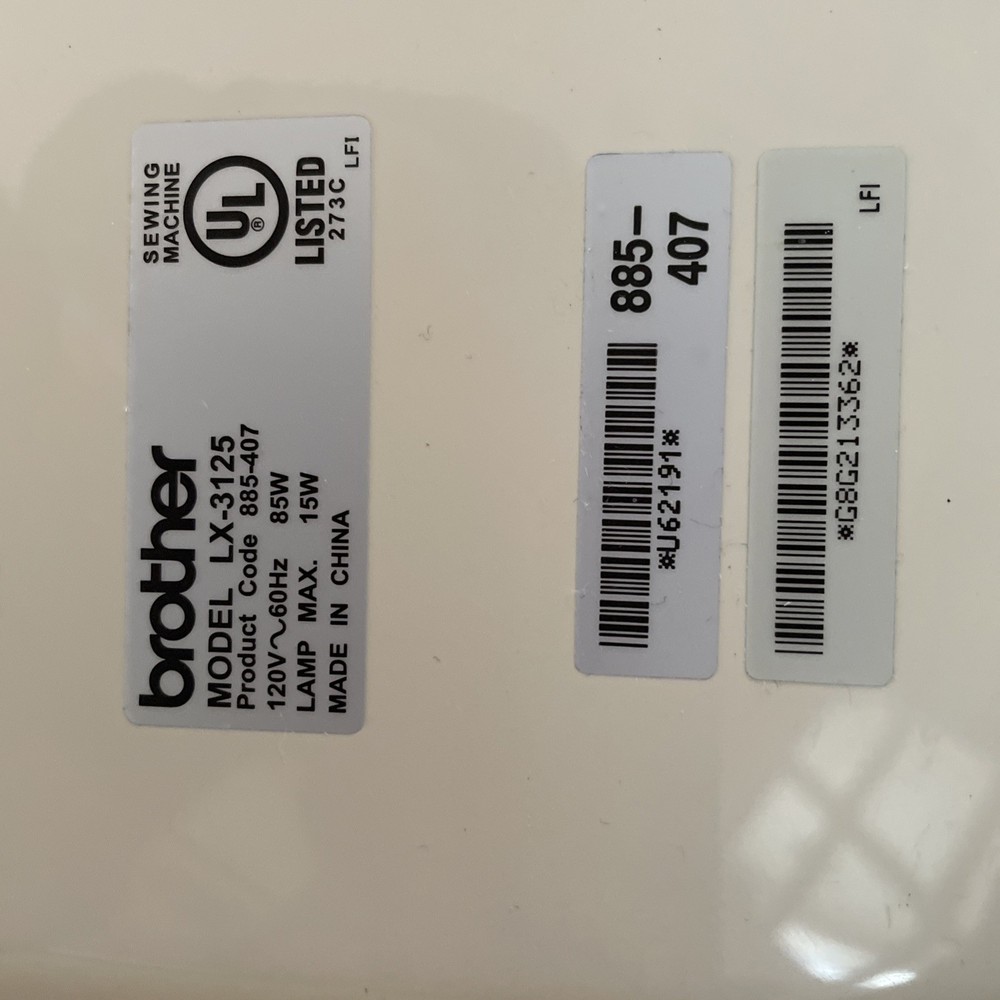 brother
MODEL LX-3125
Product Code 885-407
120V~60Hz 85W
LAMP MAX. 15W
MADE IN CHINA
SEWING
MACHINE
UL
®
LISTED
273C
LFI
885-
407
*U62191*
LFI
*G8G213362*